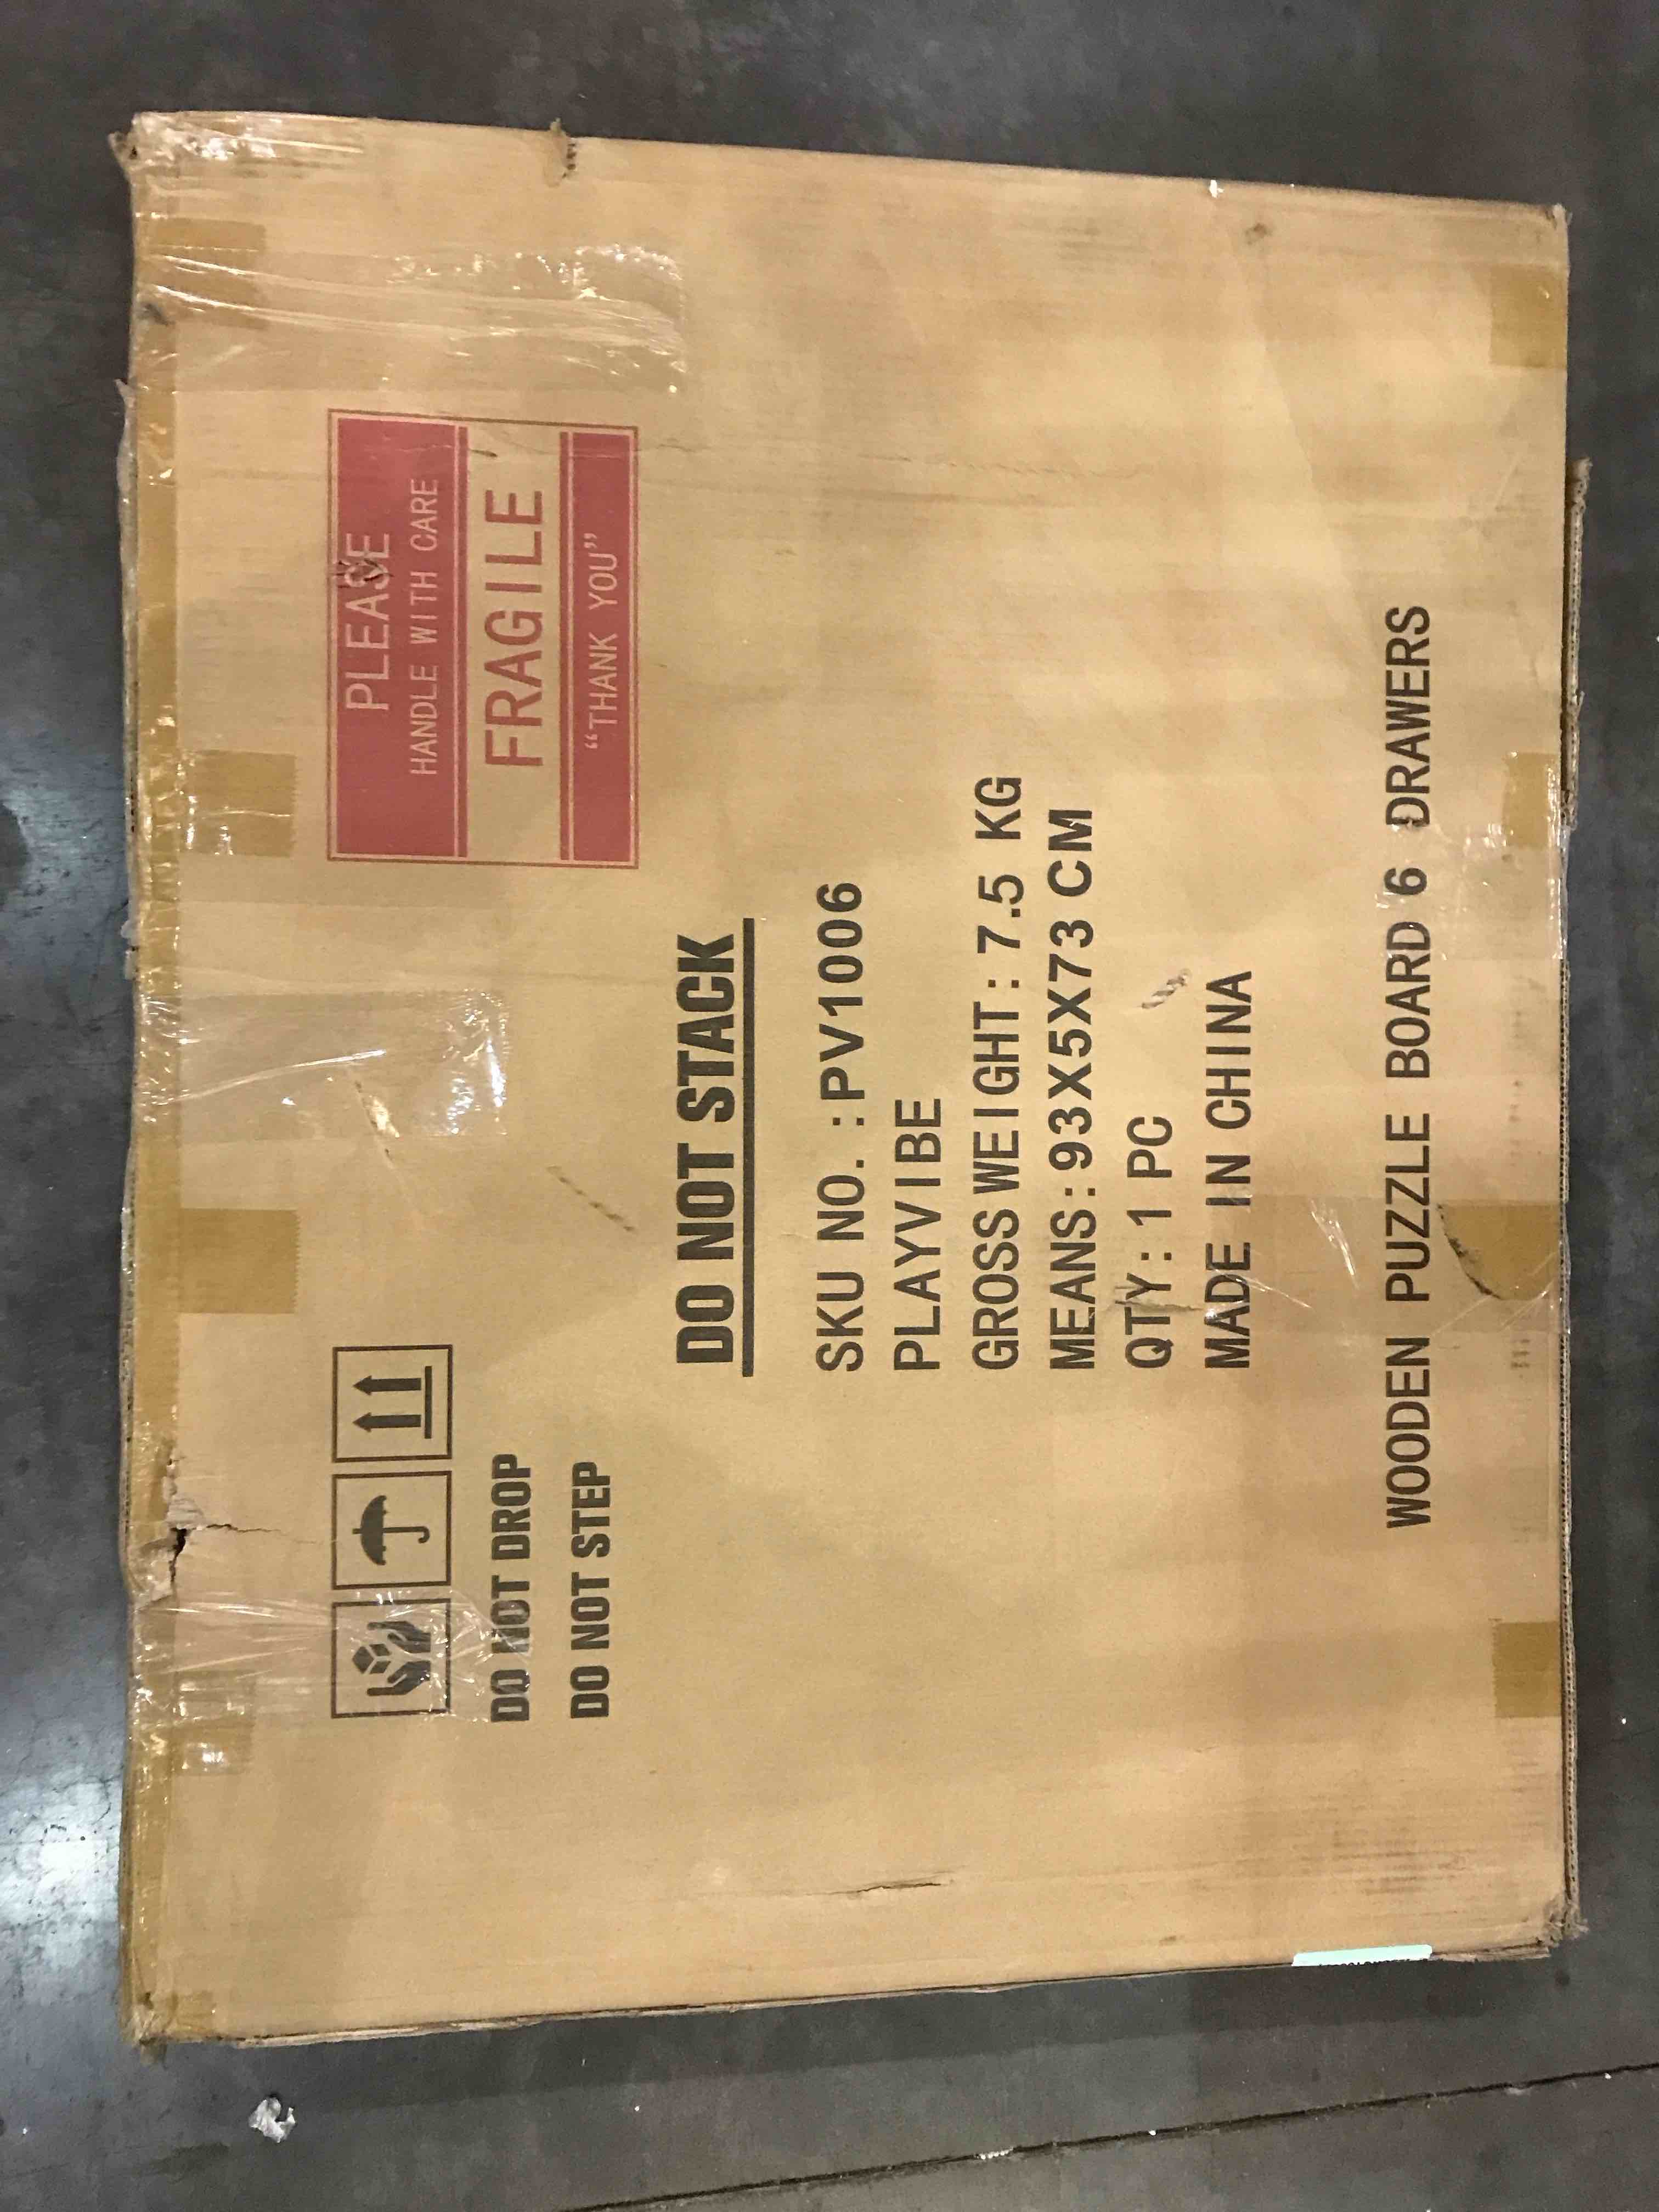 PLEASE
HANDLE WITH CARE
FRAGILE
“THANK YOU”
DO NOT DROP
DO NOT STEP
DO NOT STACK
SKU NO. :PV1006
PLAYVIBE
GROSS WEIGHT: 7.5 KG
MEANS:93X5X73 CM
QTY:1 PC
MADE IN CHINA
WOODEN PUZZLE BOARD 6 DRAWERS